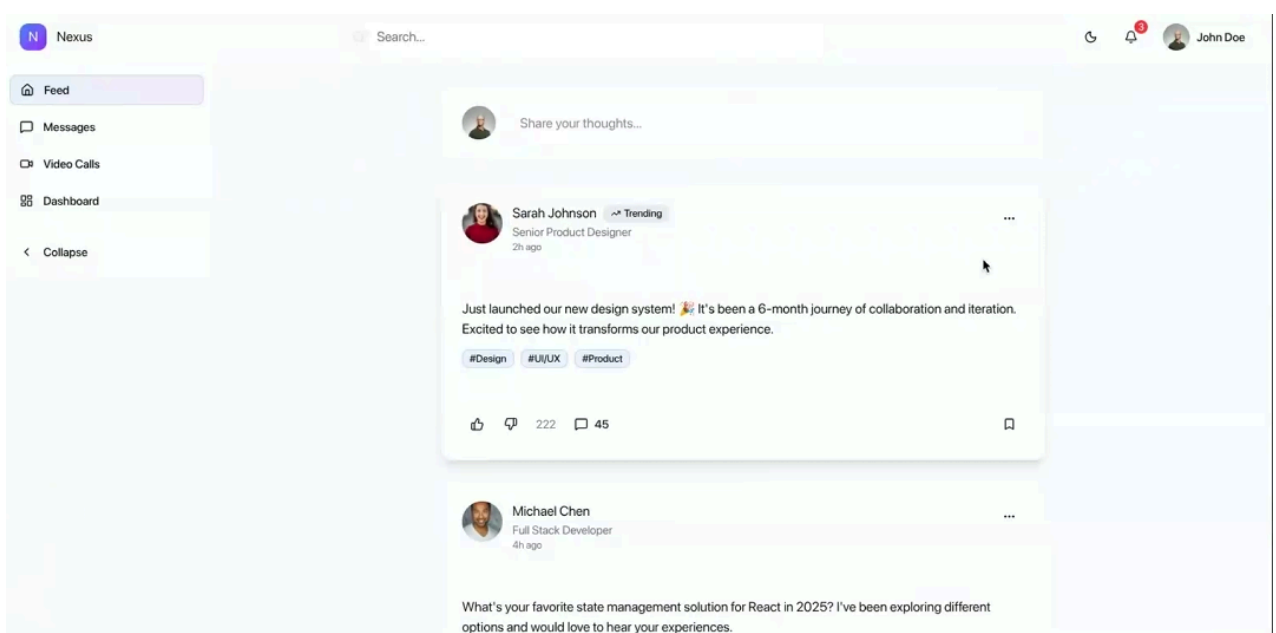 N Nexus
Search...
3
John Doe
Feed
Messages
Video Calls
Dashboard
Collapse
Share your thoughts...
Sarah Johnson Trending
Senior Product Designer
2h ago
Just launched our new design system! 🎉 It's been a 6-month journey of collaboration and iteration.
Excited to see how it transforms our product experience.
#Design #UI/UX #Product
222 45
Michael Chen
Full Stack Developer
4h ago
What's your favorite state management solution for React in 2025? I've been exploring different
options and would love to hear your experiences.